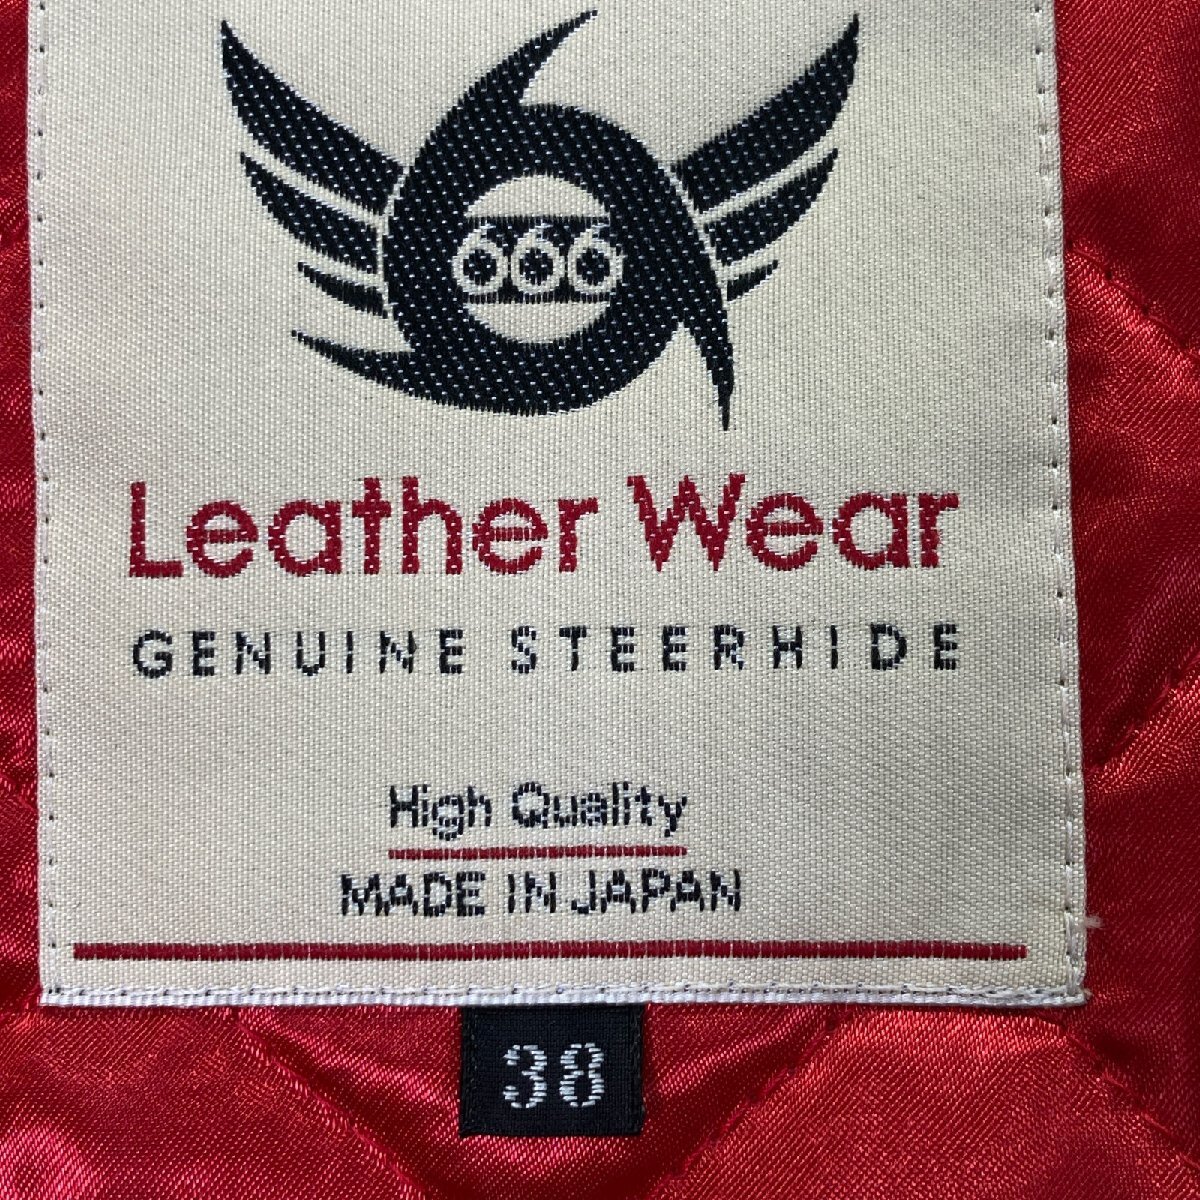 666
Leather Wear
GENUINE STEERHIDE
High Quality
MADE IN JAPAN
38